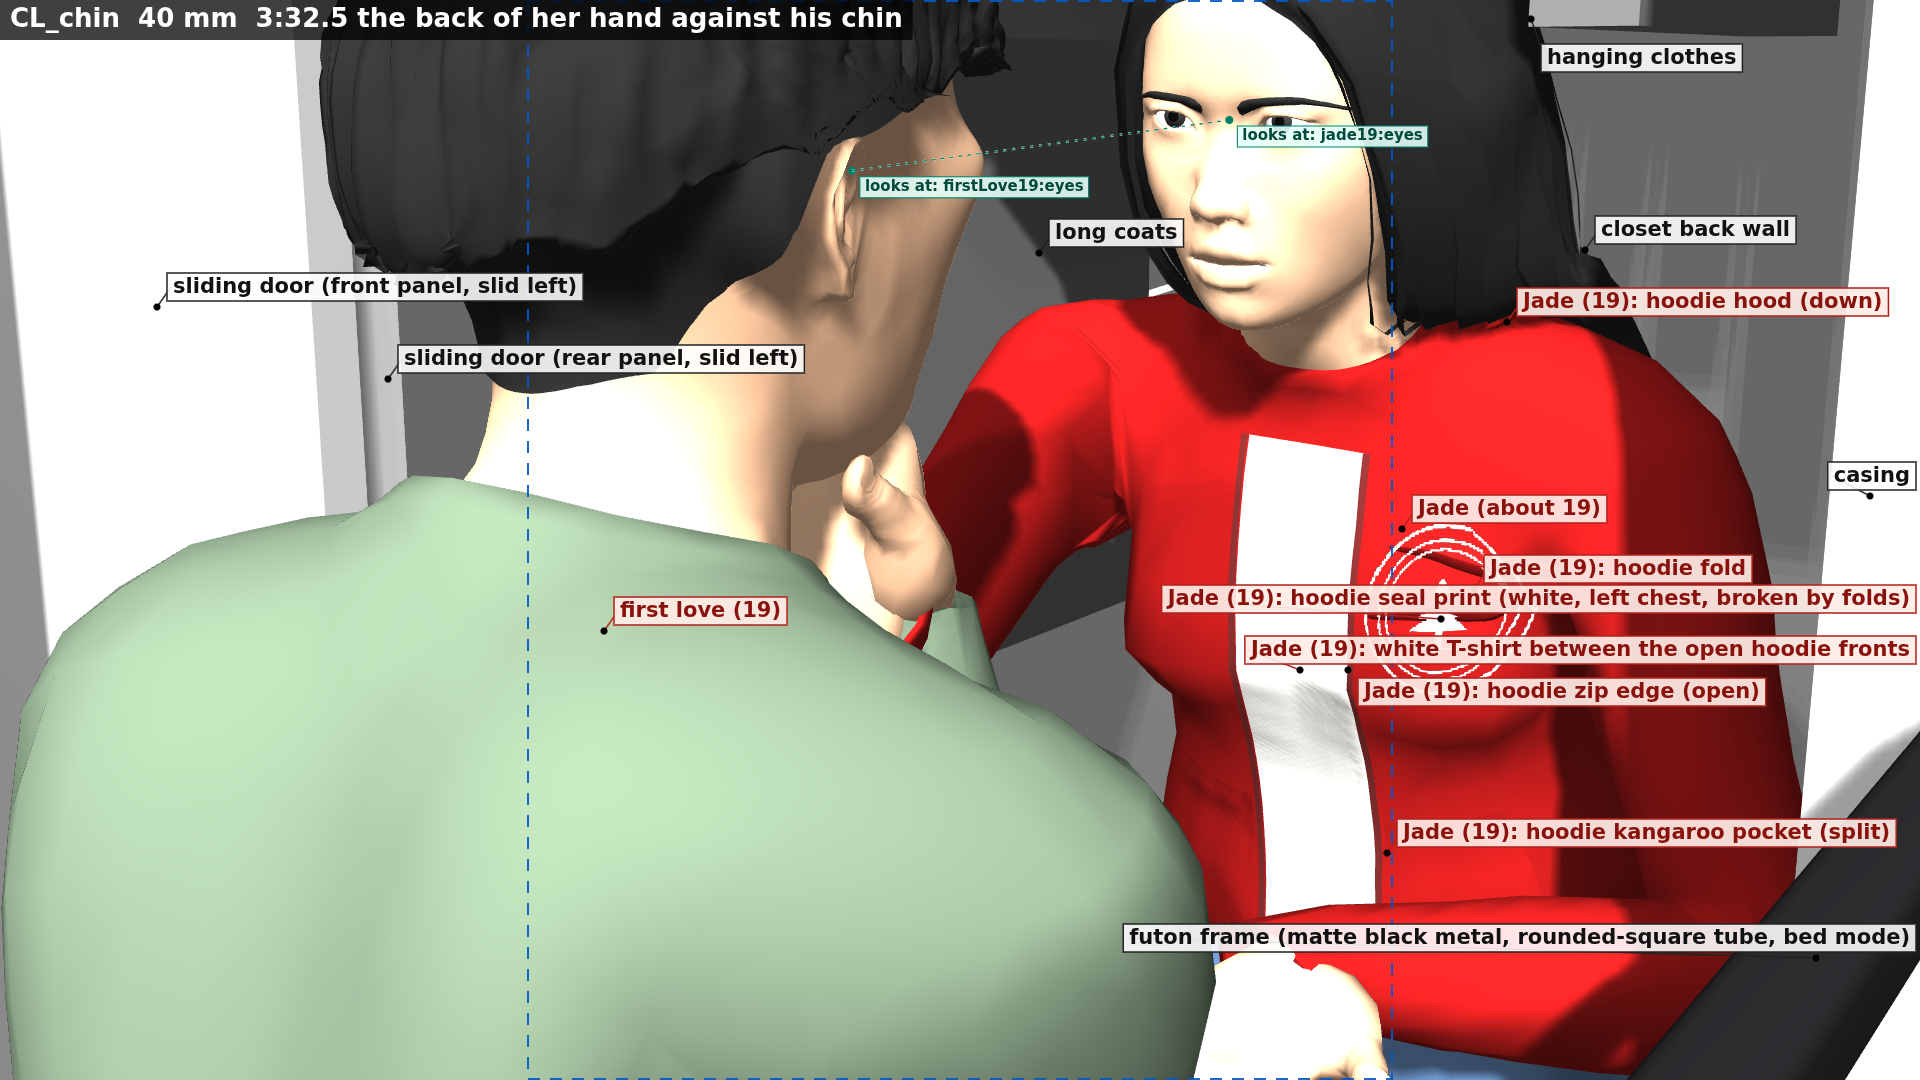 CL_chin  40 mm  3:32.5 the back of her hand against his chin
hanging clothes
looks at: jade19:eyes
looks at: firstLove19:eyes
long coats
closet back wall
sliding door (front panel, slid left)
Jade (19): hoodie hood (down)
sliding door (rear panel, slid left)
casing
Jade (about 19)
Jade (19): hoodie fold
Jade (19): hoodie seal print (white, left chest, broken by folds)
first love (19)
Jade (19): white T-shirt between the open hoodie fronts
Jade (19): hoodie zip edge (open)
Jade (19): hoodie kangaroo pocket (split)
futon frame (matte black metal, rounded-square tube, bed mode)